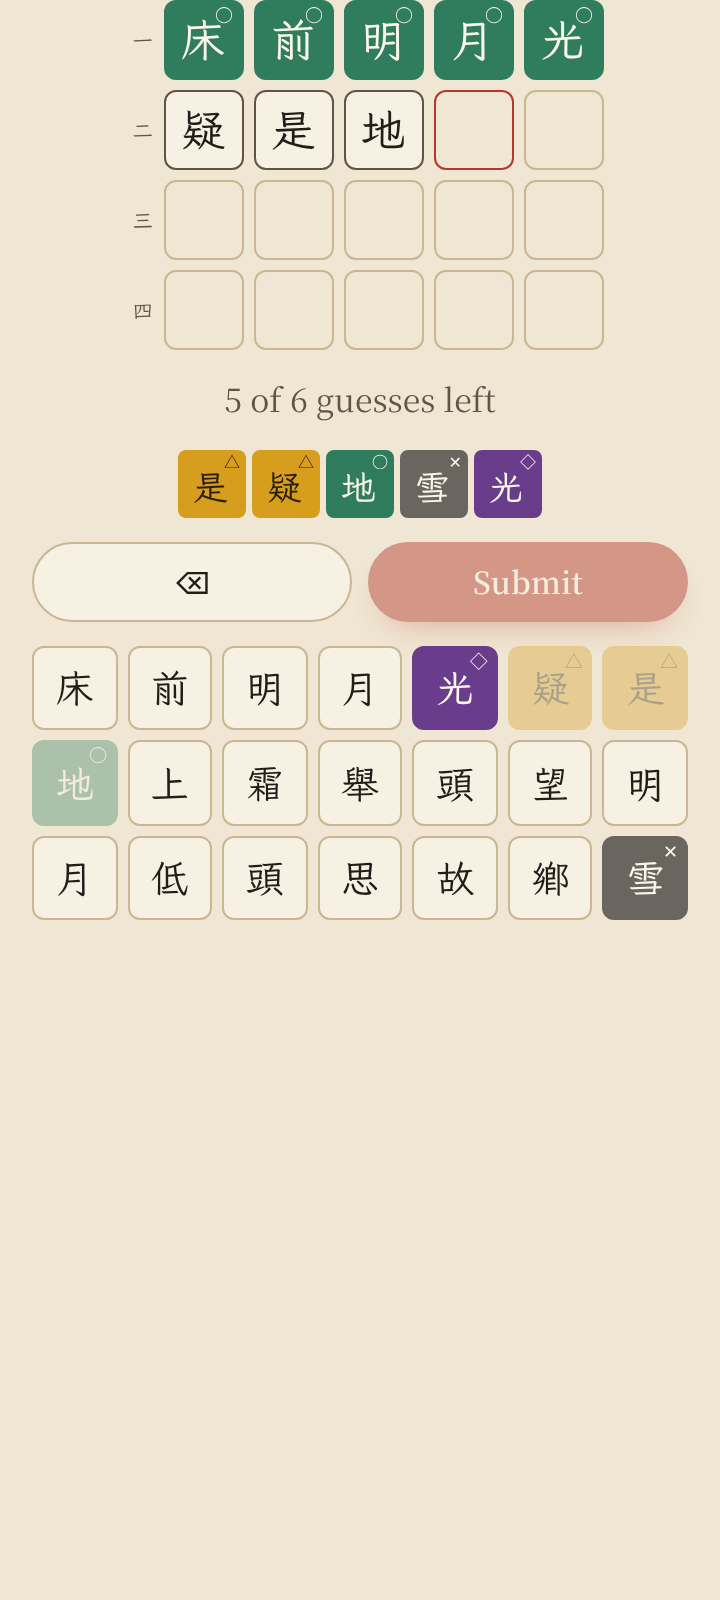 一 床 前 明 月 光
二 疑 是 地
三
四
5 of 6 guesses left
是 疑 地 雪 光
Submit
床 前 明 月 光 疑 是
地 上 霜 舉 頭 望 明
月 低 頭 思 故 鄉 雪